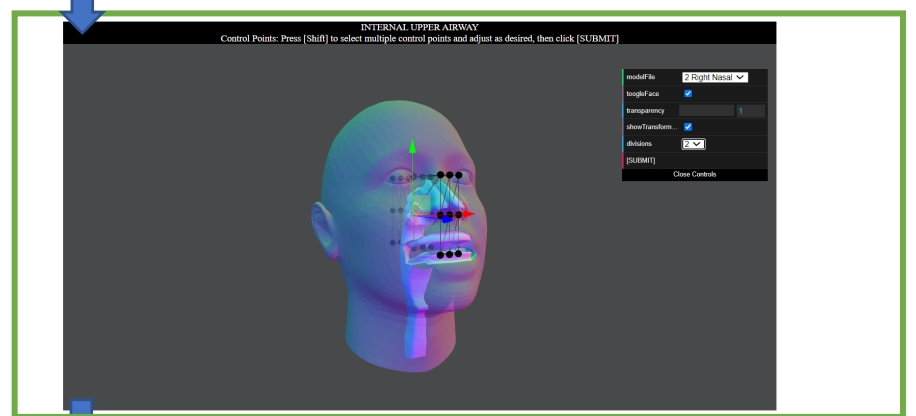 INTERNAL UPPER AIRWAY
Control Points: Press [Shift] to select multiple control points and adjust as desired, then click [SUBMIT]
modelFile 2 Right Nasal
toogleFace
transparency 1
showTransform...
divisions 2
[SUBMIT]
Close Controls